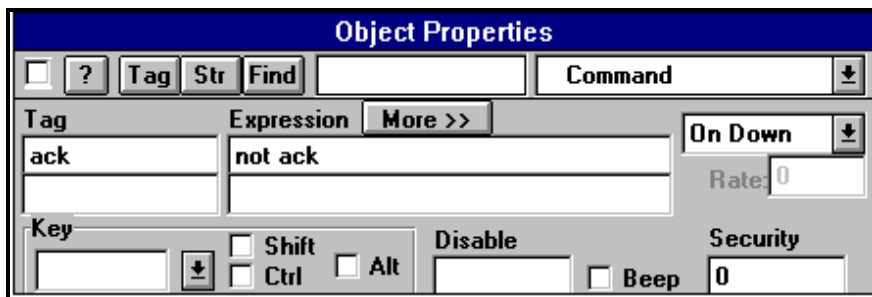 Object Properties
? Tag Str Find Command
Tag Expression More >>
On Down
ack not ack
Rate: 0
Key Shift Disable Security
Ctrl Alt Beep 0